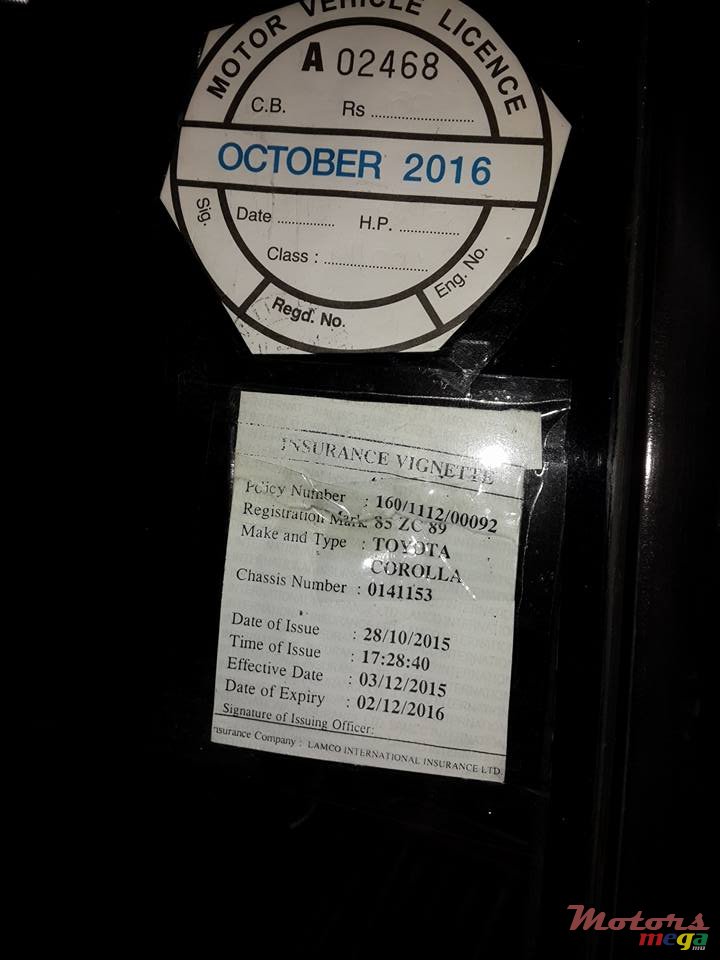 MOTOR VEHICLE LICENCE
A 02468
C.B. Rs ........................
OCTOBER 2016
Sig.
Date .............. H.P. ...............
Class : ..........................
Eng. No.
Regd. No.
INSURANCE VIGNETTE
Policy Number : 160/1112/00092
Registration Mark: 85 ZC 89
Make and Type : TOYOTA
COROLLA
Chassis Number : 0141153
Date of Issue : 28/10/2015
Time of Issue : 17:28:40
Effective Date : 03/12/2015
Date of Expiry : 02/12/2016
Signature of Issuing Officer:
nsurance Company : LAMCO INTERNATIONAL INSURANCE LTD.
Motors
mega
mu